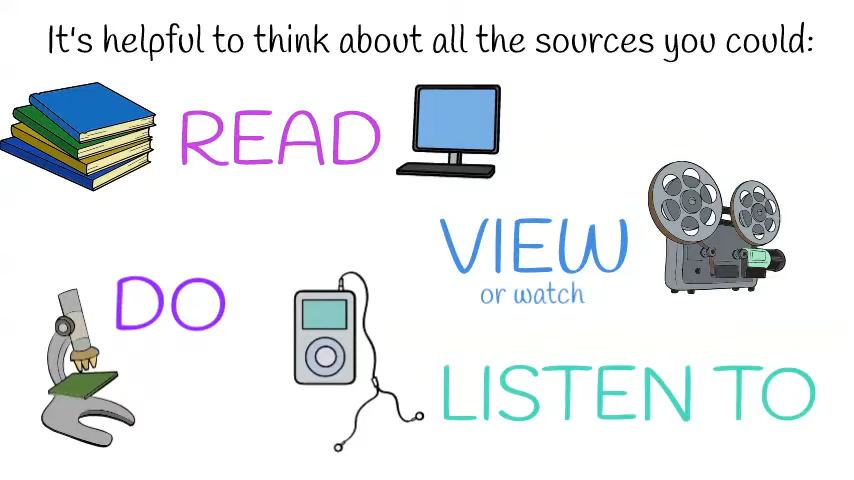 It's helpful to think about all the sources you could:
READ
VIEW
or watch
DO
LISTEN TO